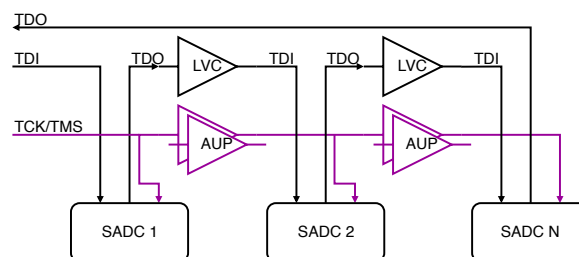 TDO
TDI
TDO
LVC
TDI
TDO
LVC
TDI
TCK/TMS
AUP
AUP
SADC 1
SADC 2
SADC N